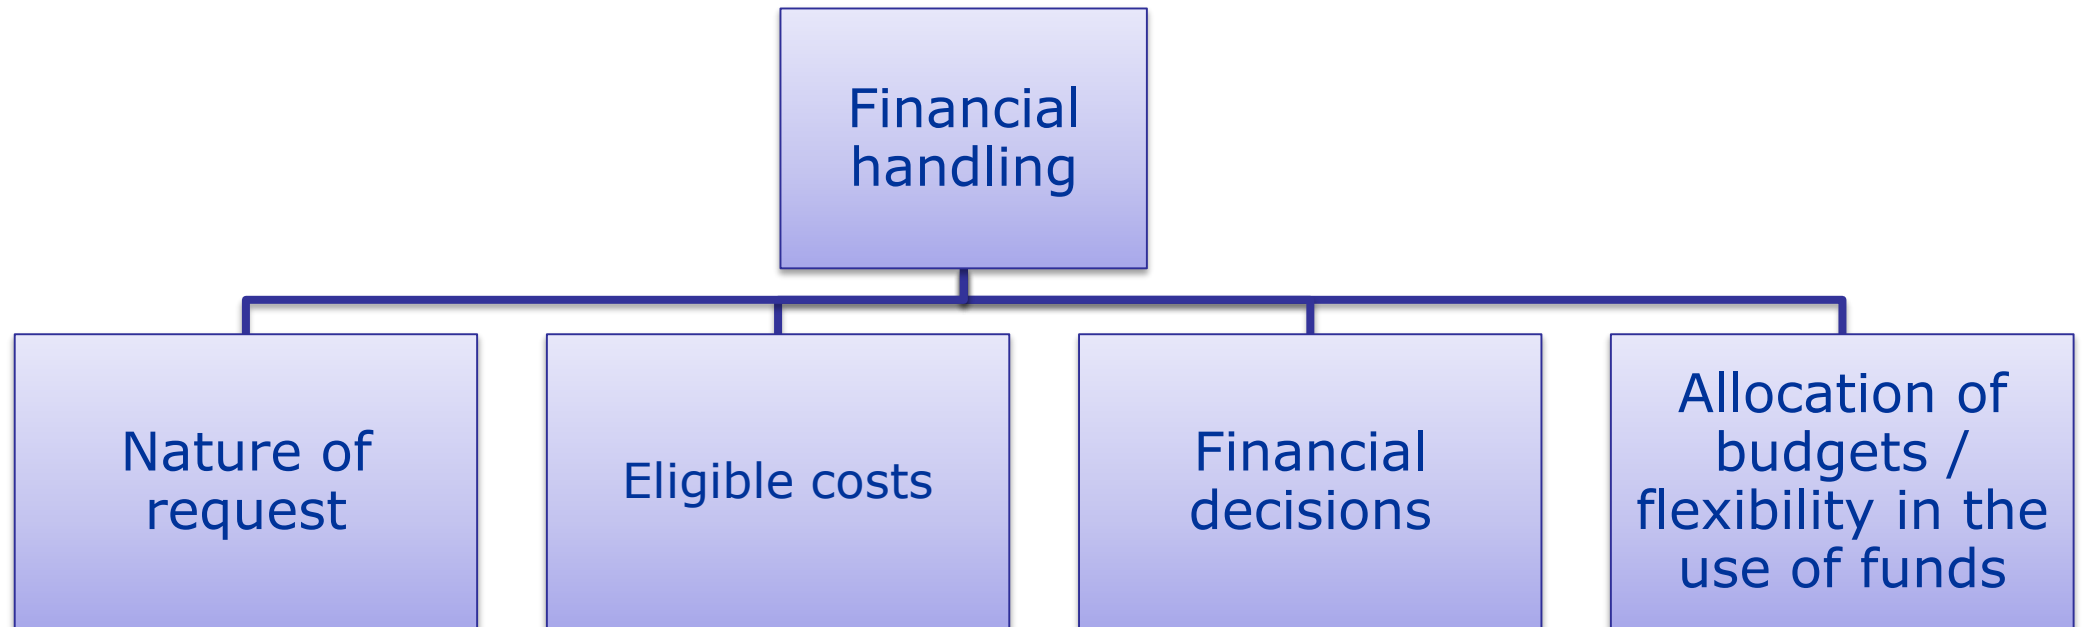 Financial
handling
Nature of
request
Eligible costs
Financial
decisions
Allocation of
budgets /
flexibility in the
use of funds